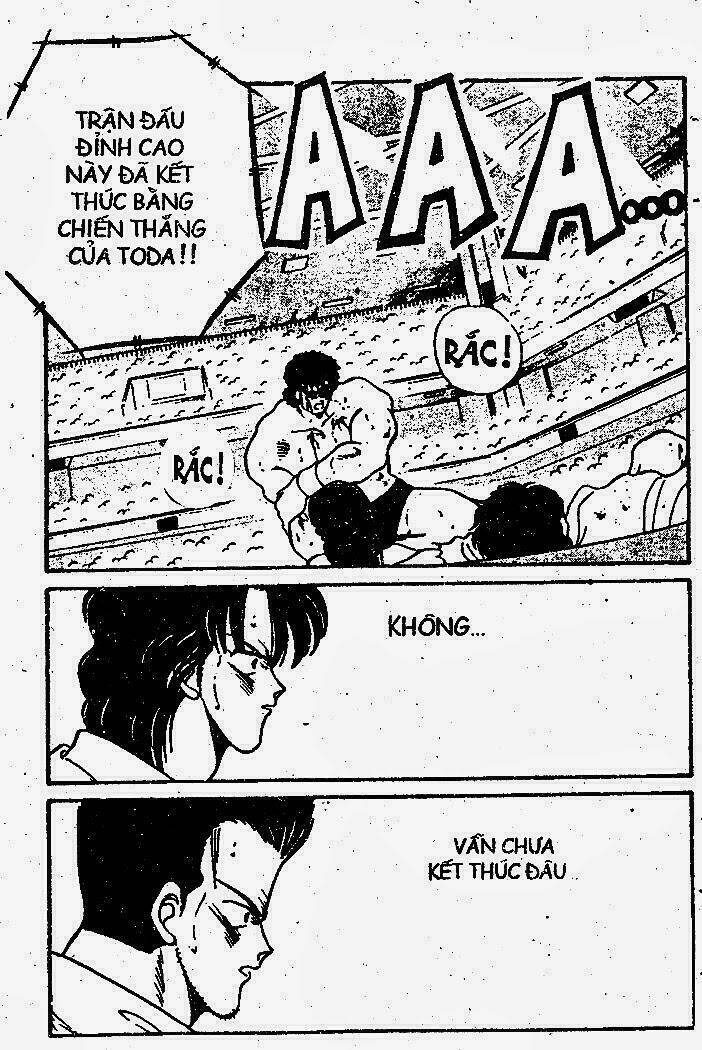 TRẬN ĐẤU
ĐỈNH CAO
NÀY ĐÃ KẾT
THÚC BẰNG
CHIẾN THẮNG
CỦA TODA!!
AAA...
RẮC!
RẮC!
KHÔNG...
VẪN CHƯA
KẾT THÚC ĐÂU